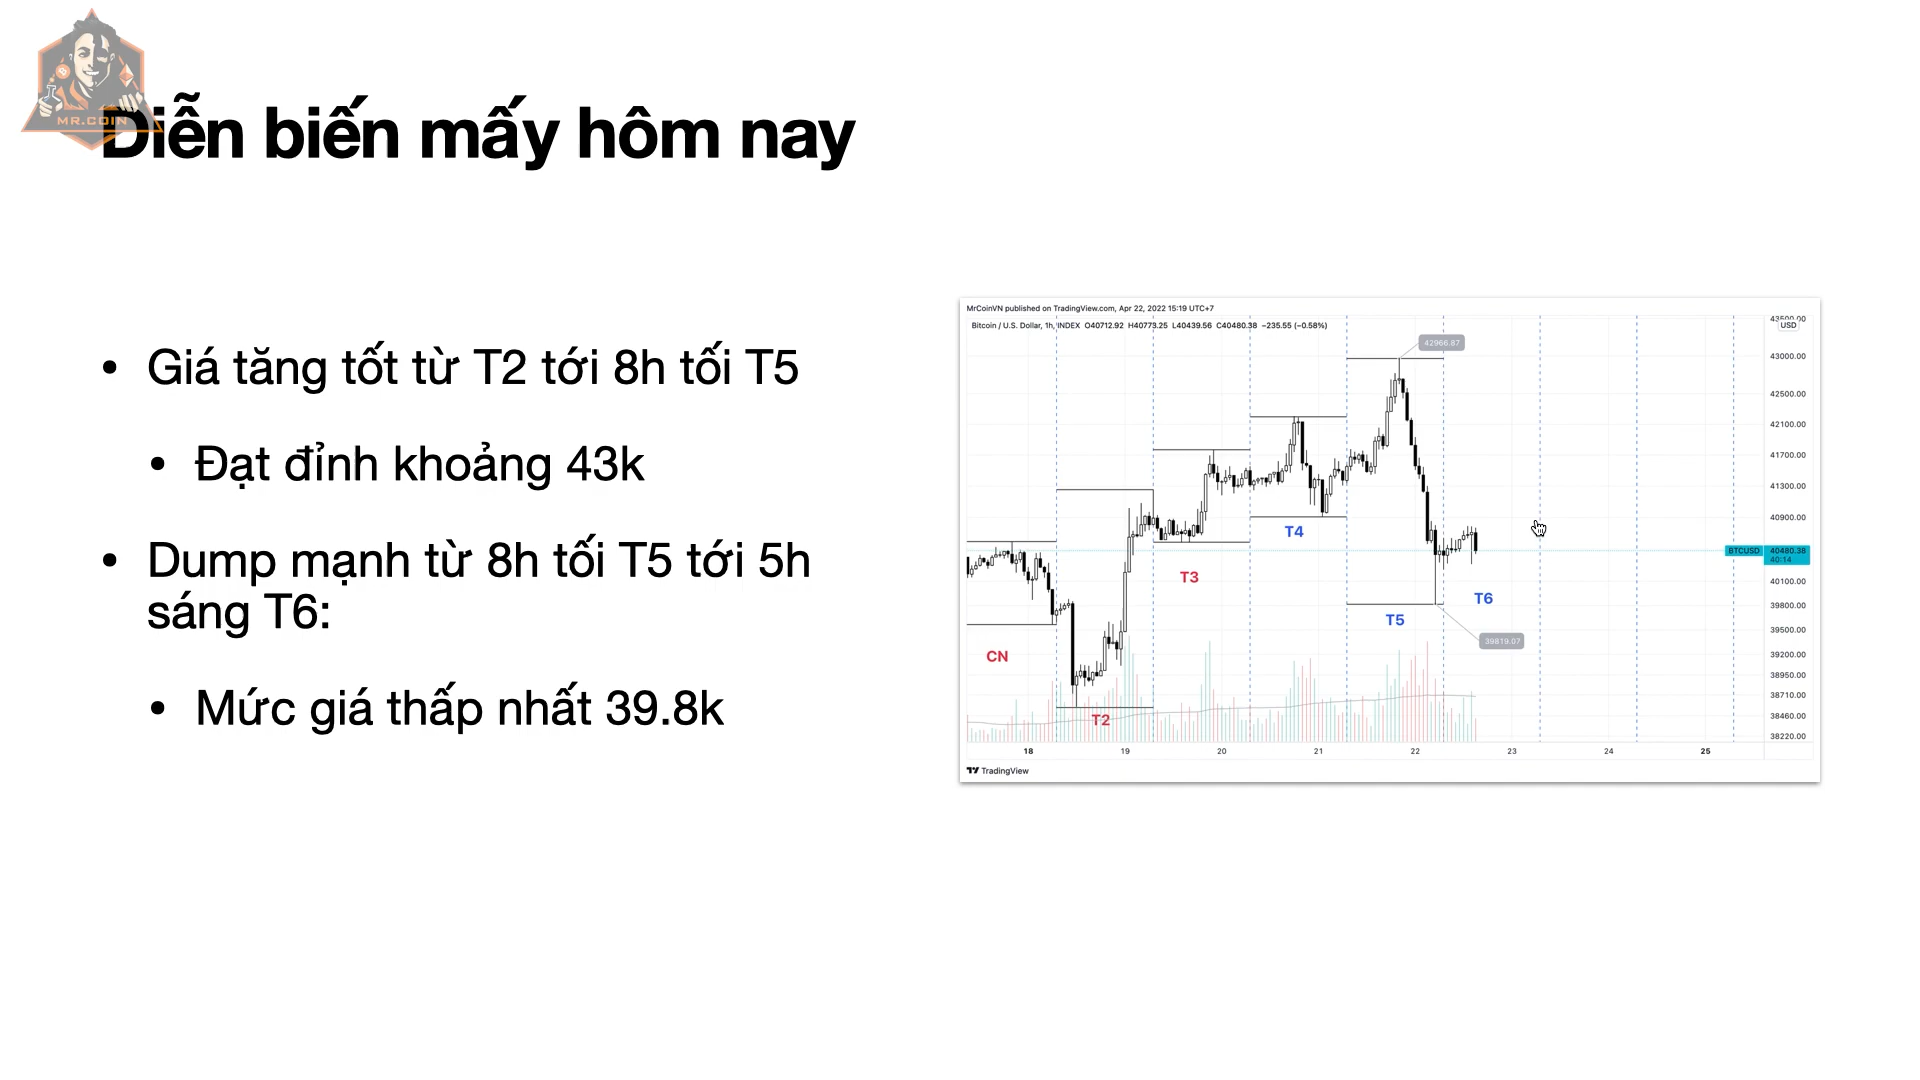 MR.COIN
Diễn biến mấy hôm nay
• Giá tăng tốt từ T2 tới 8h tối T5
• Đạt đỉnh khoảng 43k
• Dump mạnh từ 8h tối T5 tới 5h
sáng T6:
• Mức giá thấp nhất 39.8k
MrCoinVN published on TradingView.com, Apr 22, 2022 15:19 UTC+7
Bitcoin / U.S. Dollar, 1h, INDEX O40712.92 H40773.25 L40439.56 C40480.38 −235.55 (−0.58%)
43500.00
USD
42966.87
43000.00
42500.00
42100.00
41700.00
41300.00
40900.00
T4
BTCUSD 40480.38
40:14
T3
40100.00
T6
39800.00
T5
39500.00
39819.07
CN
39200.00
38950.00
38710.00
T2
38460.00
38220.00
18 19 20 21 22 23 24 25
TradingView